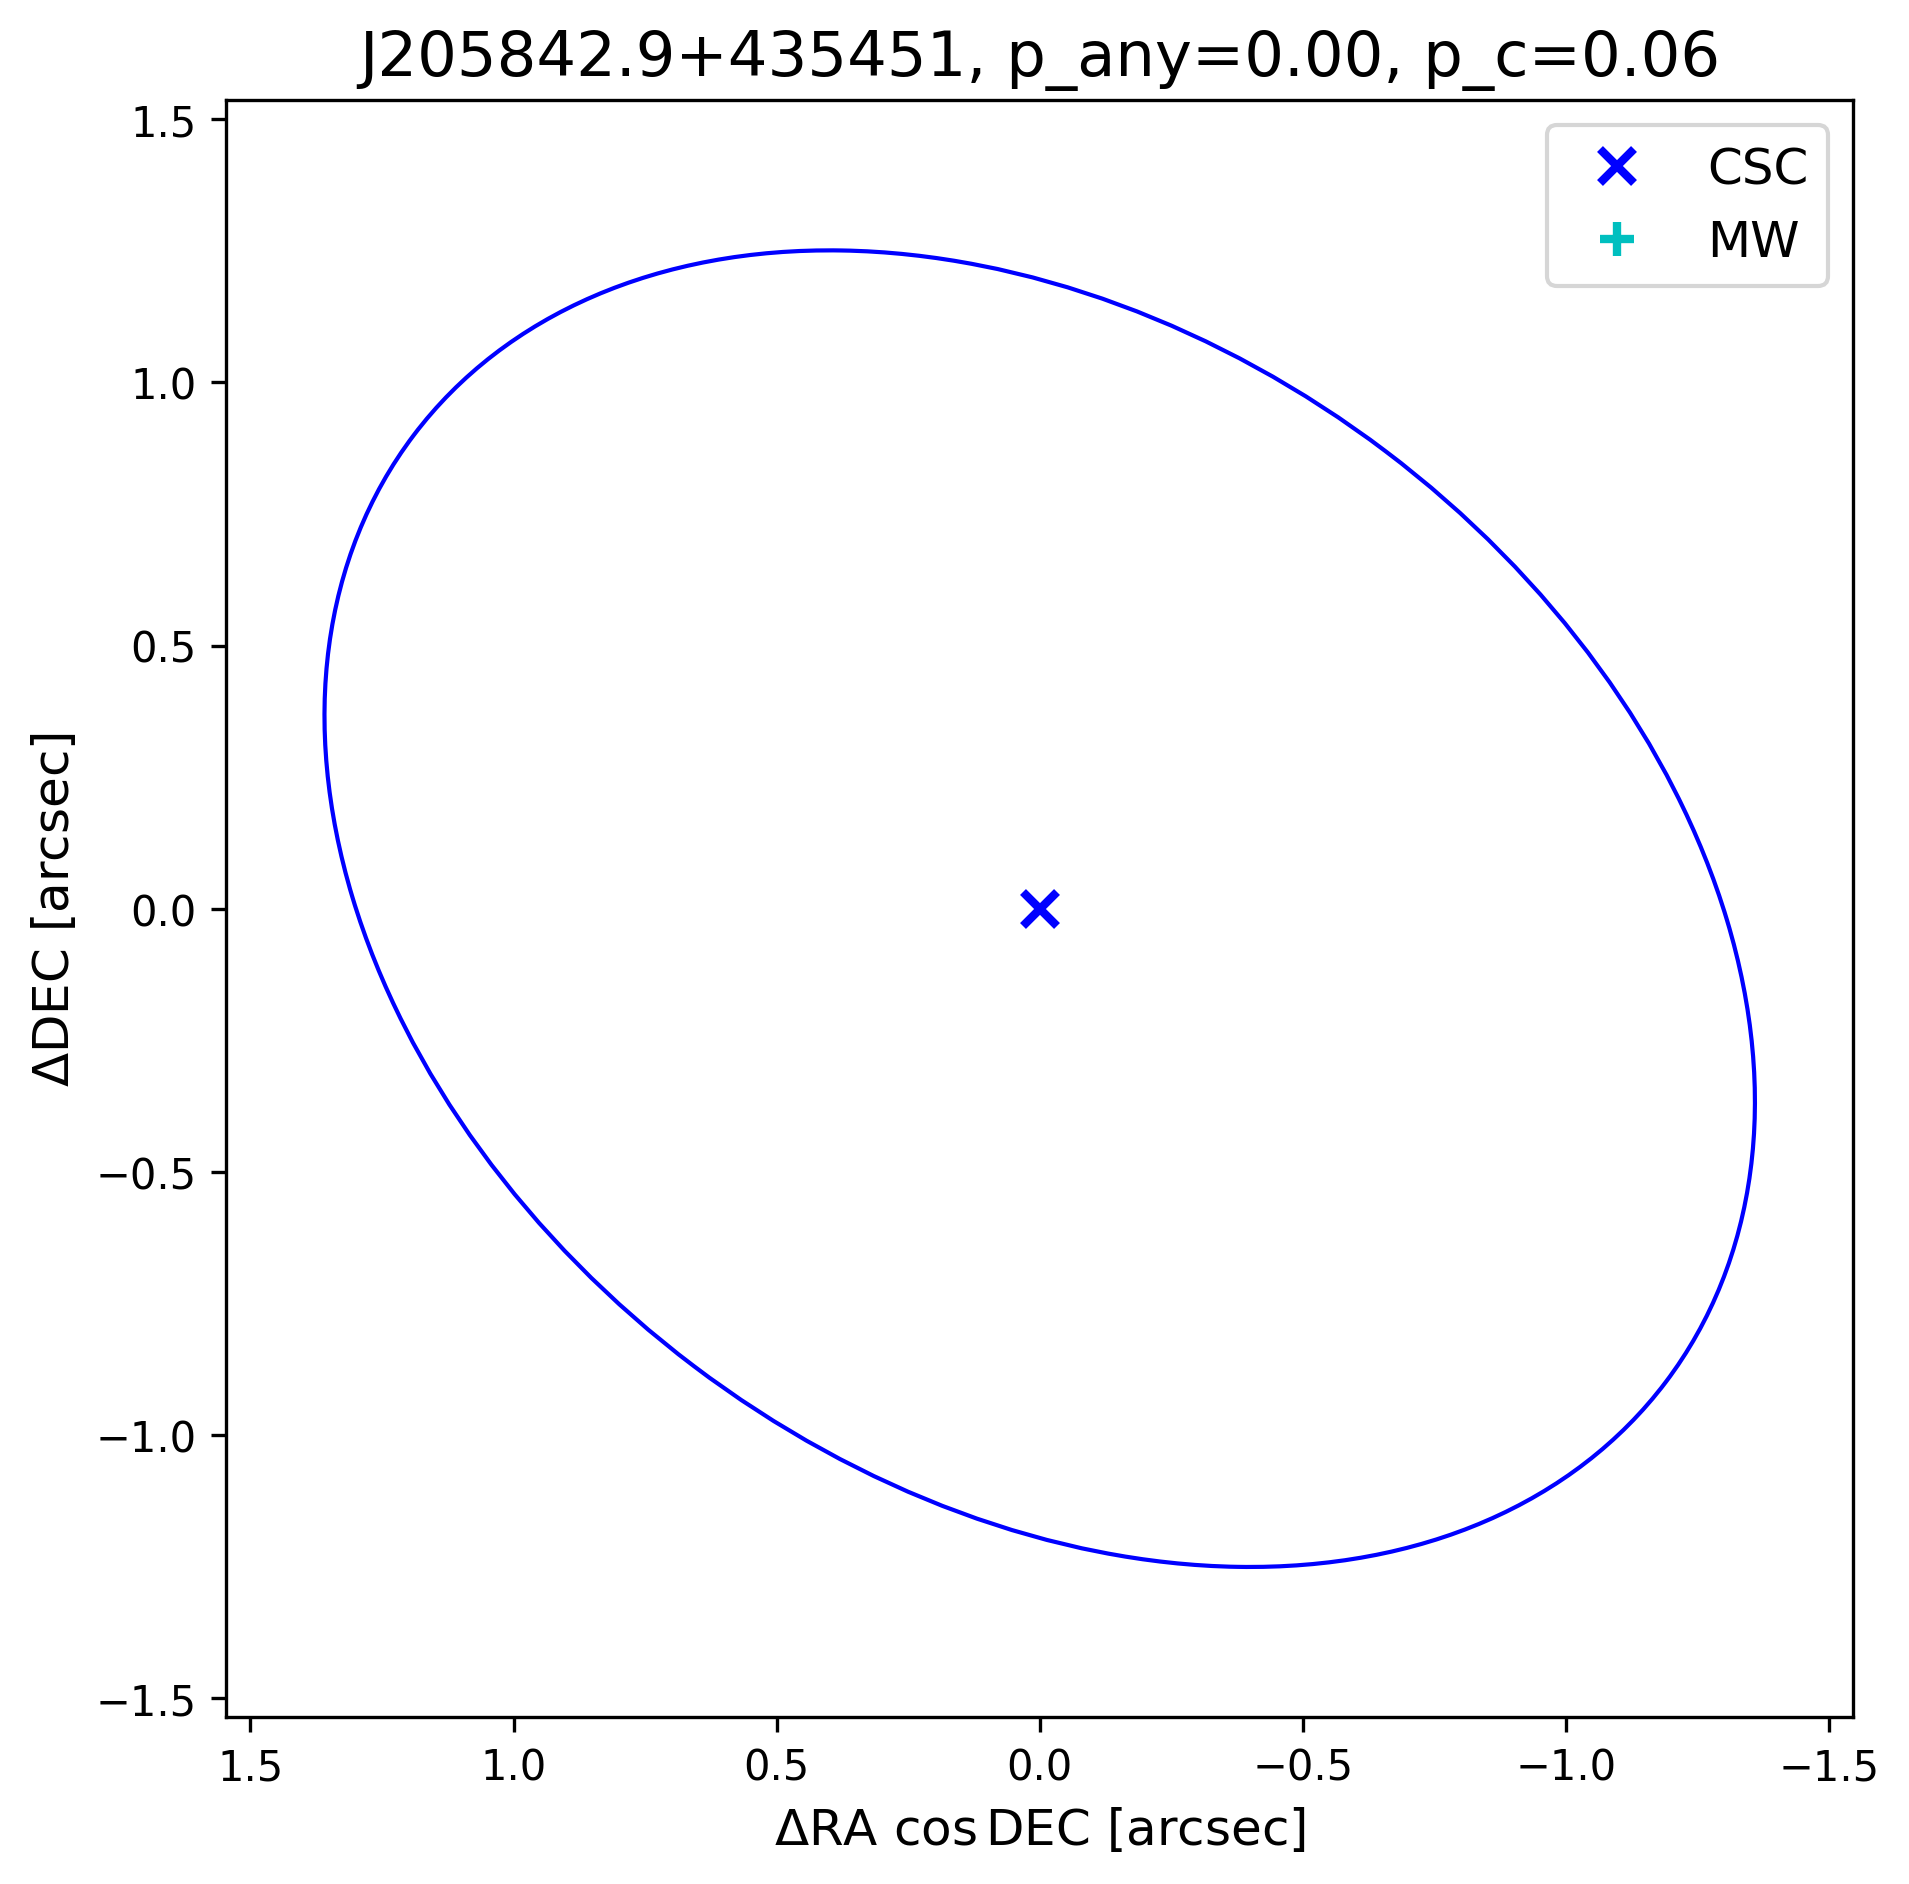 J205842.9+435451, p_any=0.00, p_c=0.06
CSC
MW
1.5
1.0
0.5
0.0
−0.5
−1.0
−1.5
ΔDEC [arcsec]
1.5 1.0 0.5 0.0 −0.5 −1.0 −1.5
ΔRA cos DEC [arcsec]